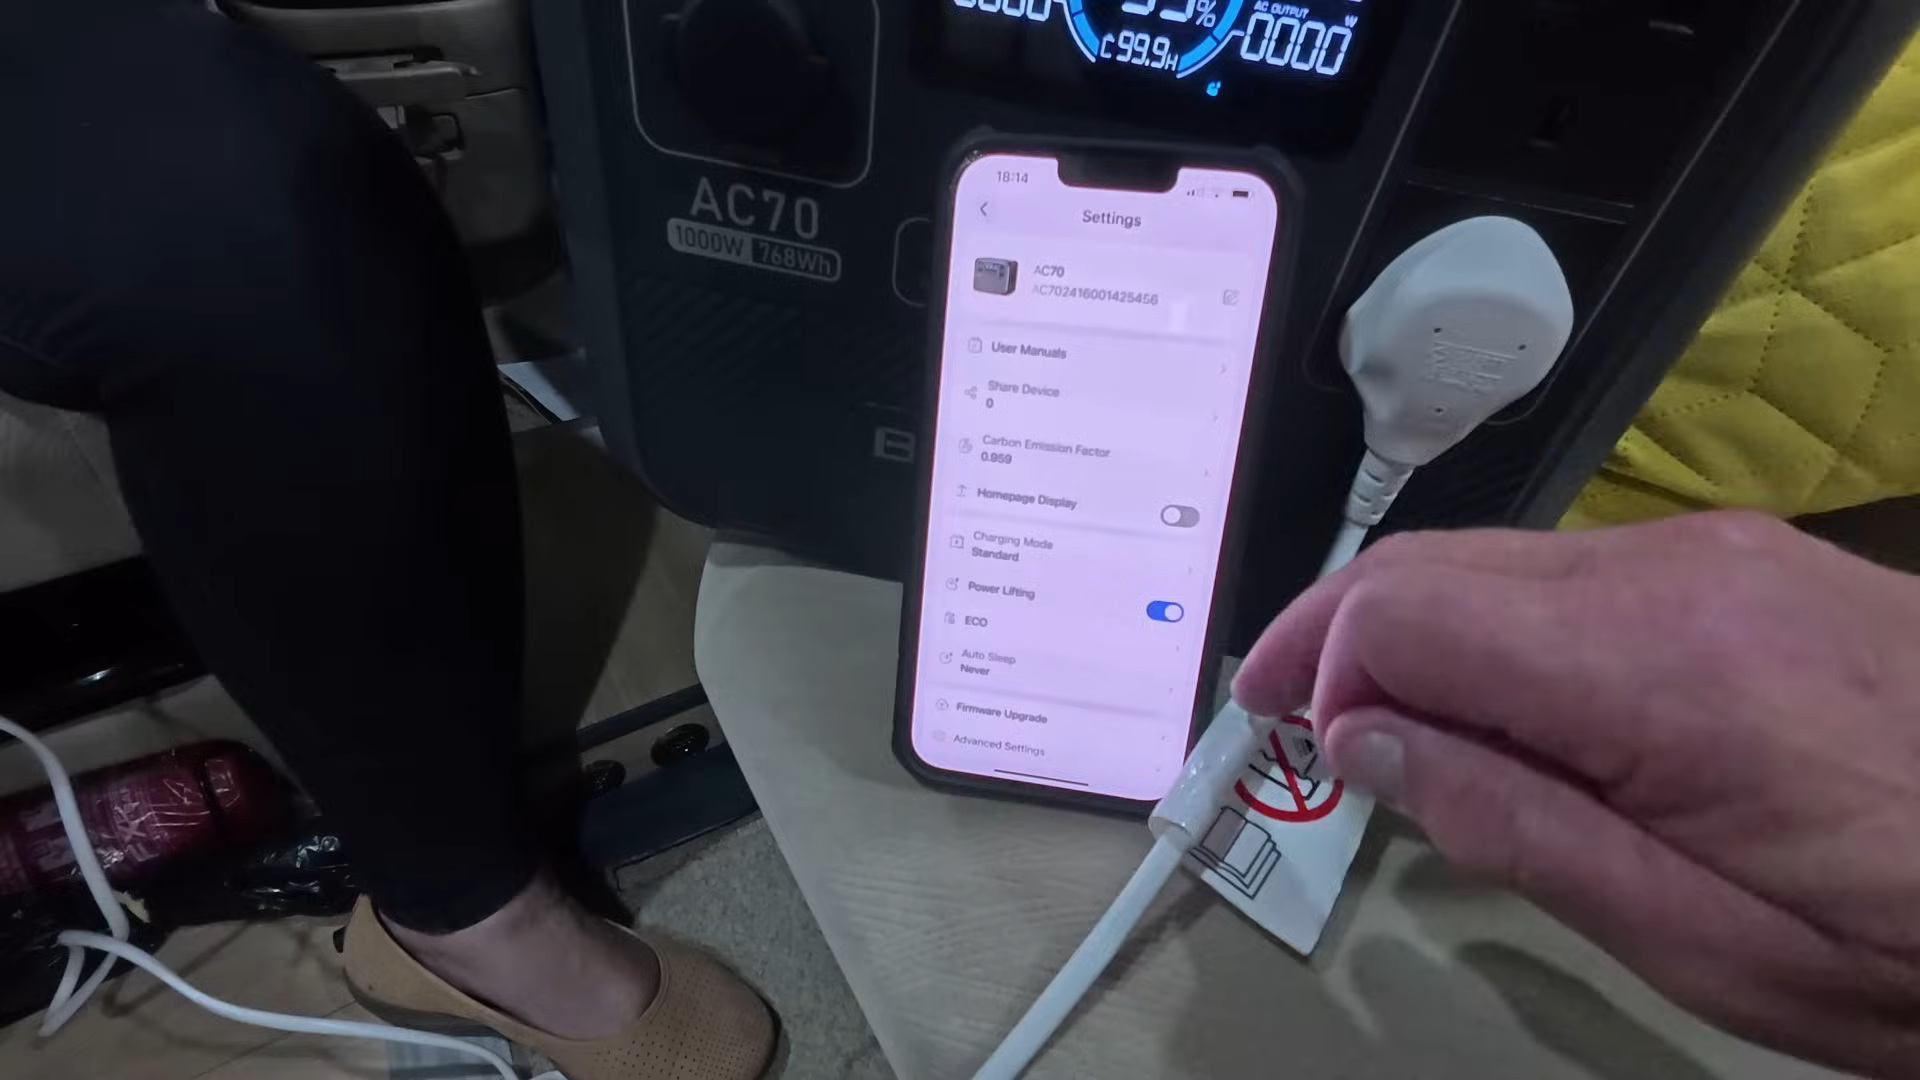 %
AC OUTPUT
W
99.9H
0000
AC70
1000W 768Wh
B
18:14
Settings
AC70
AC702416001425456
User Manuals
Share Device
0
Carbon Emission Factor
0.959
Homepage Display
Charging Mode
Standard
Power Lifting
ECO
Auto Sleep
Never
Firmware Upgrade
Advanced Settings